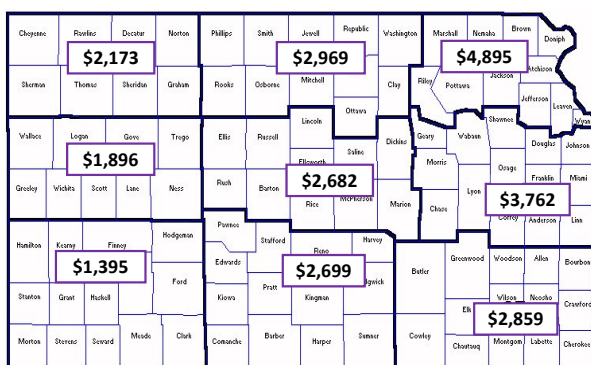 Cheyenne Rawlins Decatur Norton Phillips Smith Jewell Republic Washington Marshall Nemaha Brown Doniph
$2,173 $2,969 $4,895
Atchison
Sherman Thomas Sheridan Graham Rooks Osborne Mitchell Clay Riley Pottawa Jackson
Ottawa Jefferson Leaven
Wyan
Lincoln Shawnee
Wallace Logan Gove Trego Ellis Russell Dickins Geary Wabaun Douglas Johnson
$1,896 Saline Morris
Ellsworth Osage
Greeley Wichita Scott Lane Ness Rush Barton $2,682 Lyon Franklin Miami
Rice McPherson Marion Chase $3,762
Coffey Anderson Linn
Pawnee
Hamilton Kearny Finney Hodgeman Stafford Reno Harvey
$1,395 Edwards $2,699 Butler Greenwood Woodson Allen Bourbon
Ford Pratt dgwick
Stanton Grant Haskell Kiowa Kingman Wilson Neosho Crawford
Elk $2,859
Morton Stevens Seward Meade Clark Comanche Barber Harper Sumner Cowley Chautauq Montgom Labette Cherokee